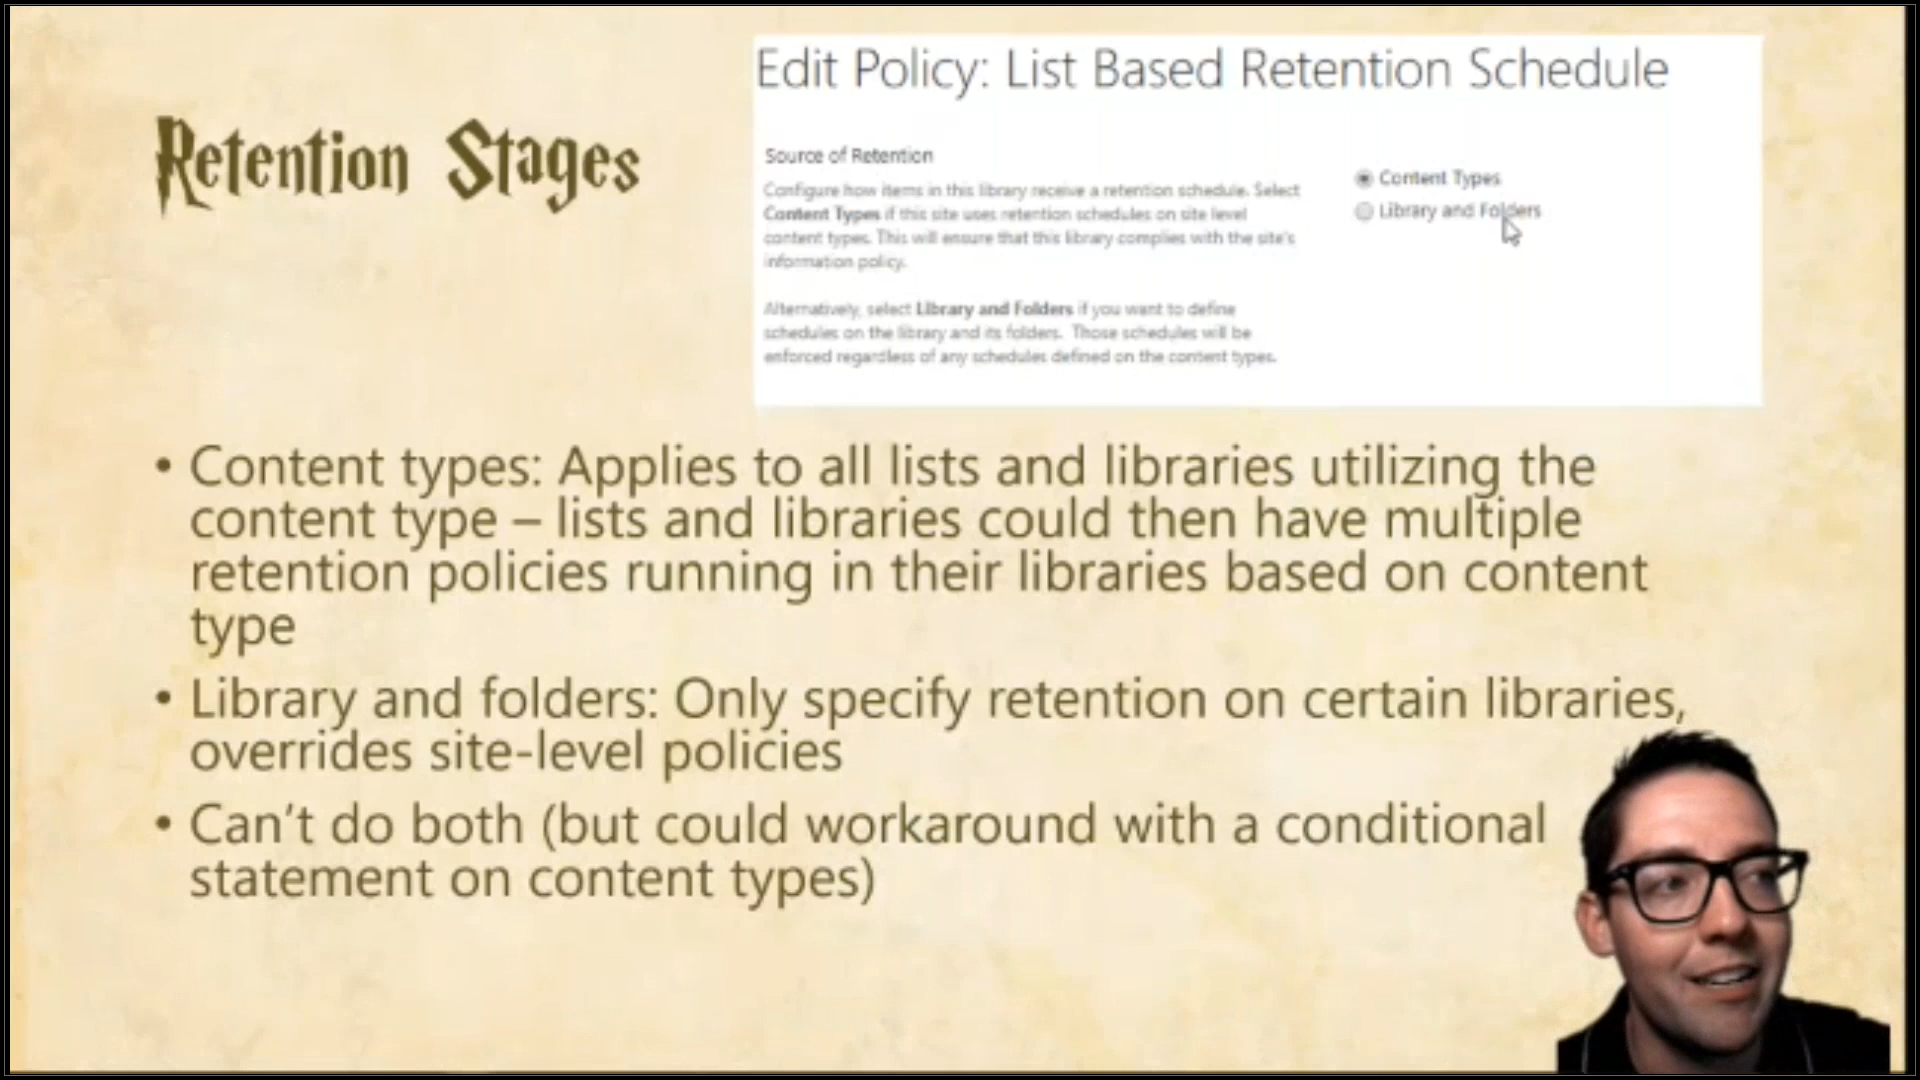 Retention Stages
Edit Policy: List Based Retention Schedule
Source of Retention
Configure how items in this library receive a retention schedule. Select
Content Types if this site uses retention schedules on site level
content types. This will ensure that this library complies with the site's
information policy.
Alternatively, select Library and Folders if you want to define
schedules on the library and its folders. Those schedules will be
enforced regardless of any schedules defined on the content types.
Content Types
Library and Folders
• Content types: Applies to all lists and libraries utilizing the
content type – lists and libraries could then have multiple
retention policies running in their libraries based on content
type
• Library and folders: Only specify retention on certain libraries,
overrides site-level policies
• Can’t do both (but could workaround with a conditional
statement on content types)